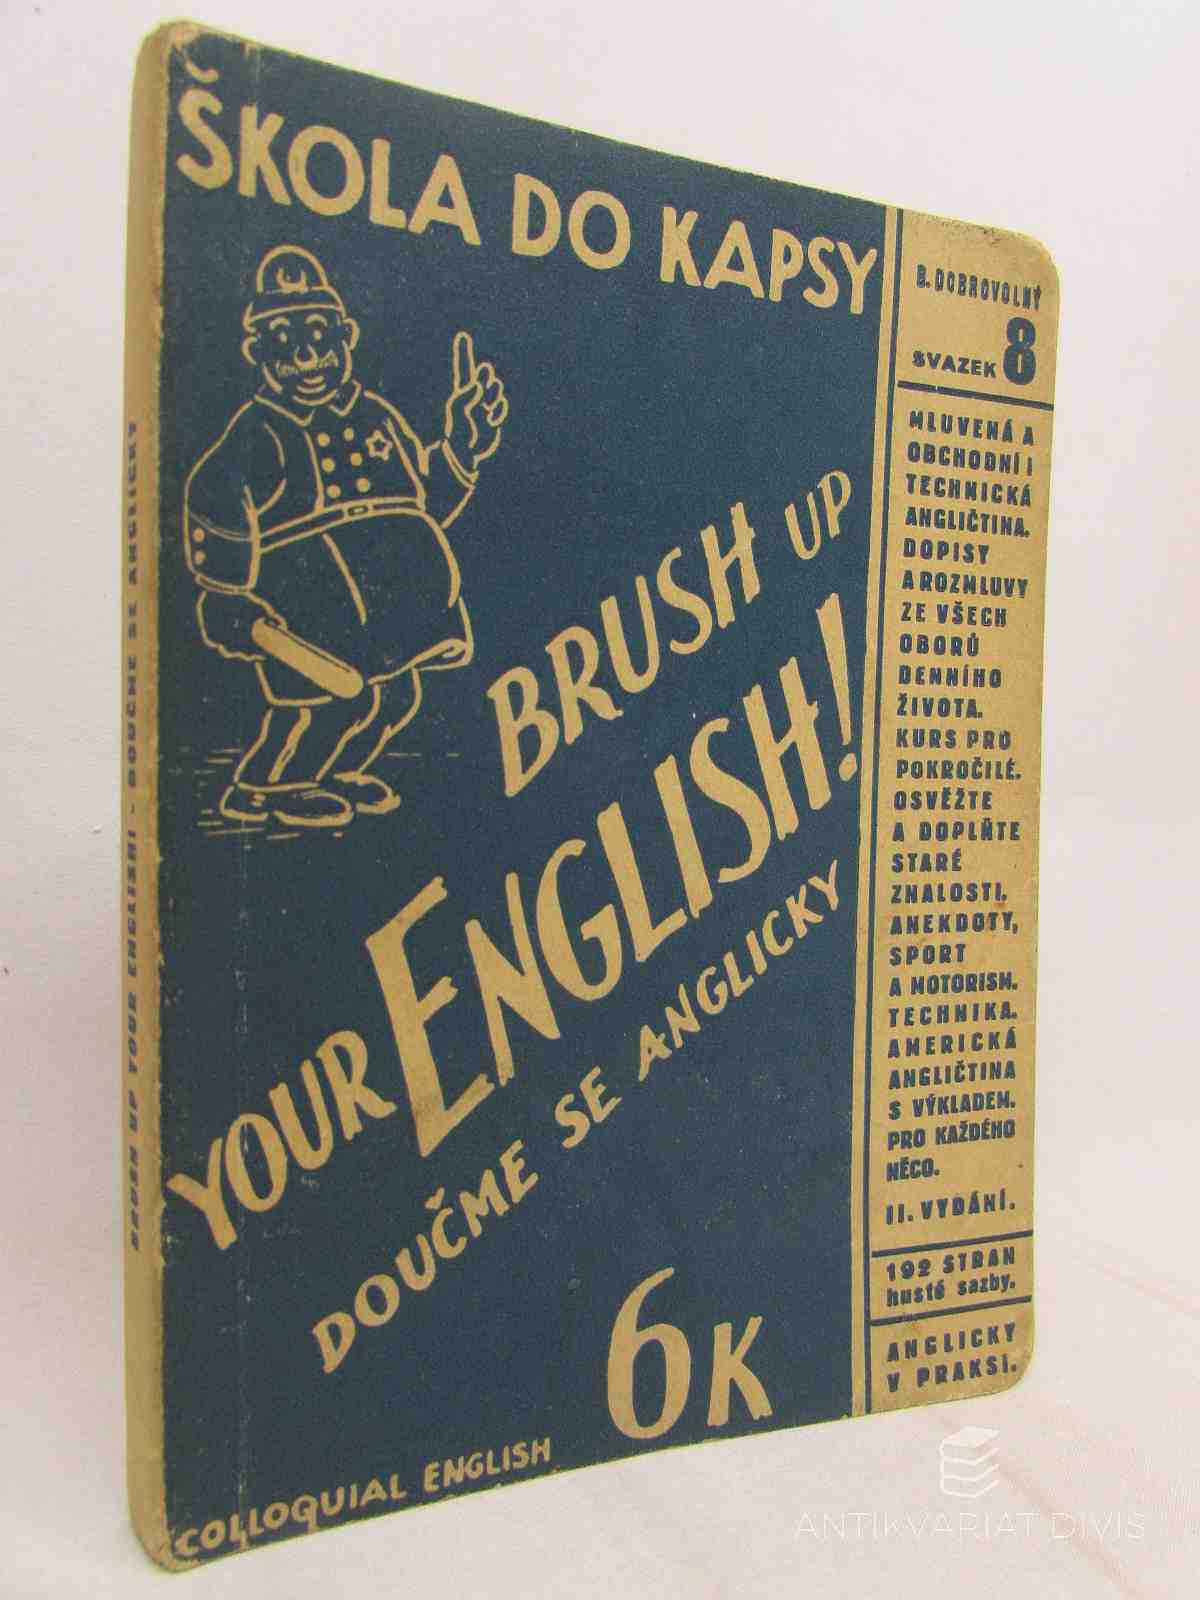 ŠKOLA DO KAPSY
BRUSH UP
YOUR ENGLISH!
DOUČME SE ANGLICKY
6K
COLLOQUIAL ENGLISH
B. DOBROVOLNÝ
SVAZEK 8
MLUVENÁ A
OBCHODNÍ I
TECHNICKÁ
ANGLIČTINA.
DOPISY
A ROZMLUVY
ZE VŠECH
OBORŮ
DENNÍHO
ŽIVOTA.
KURS PRO
POKROČILÉ.
OSVĚŽTE
A DOPLŇTE
STARÉ
ZNALOSTI.
ANEKDOTY,
SPORT
A MOTORISM.
TECHNIKA.
AMERICKÁ
ANGLIČTINA
S VÝKLADEM.
PRO KAŽDÉHO
NĚCO.
II. VYDÁNÍ.
192 STRAN
husté sazby.
ANGLICKY
V PRAKSI.
BRUSH UP YOUR ENGLISH! - DOUČME SE ANGLICKY
ANTIKVARIAT DIVIS